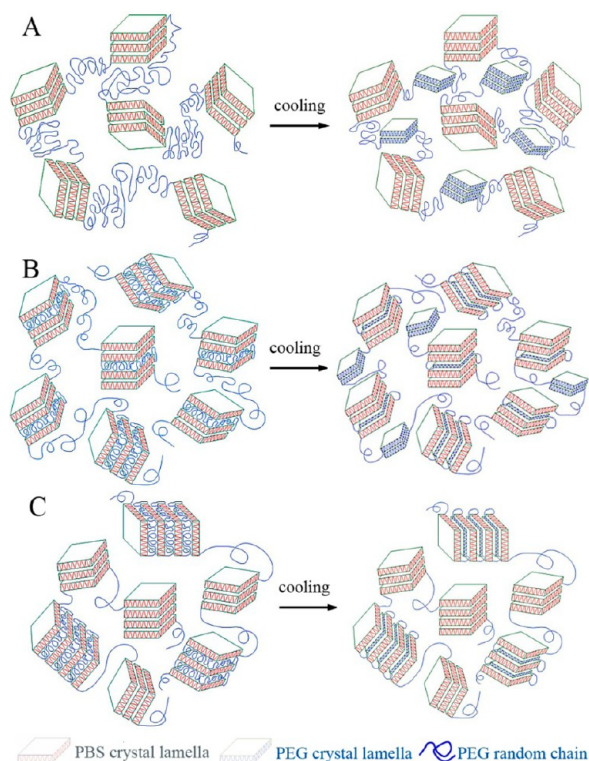 A
cooling
B
cooling
C
cooling
PBS crystal lamella PEG crystal lamella PEG random chain